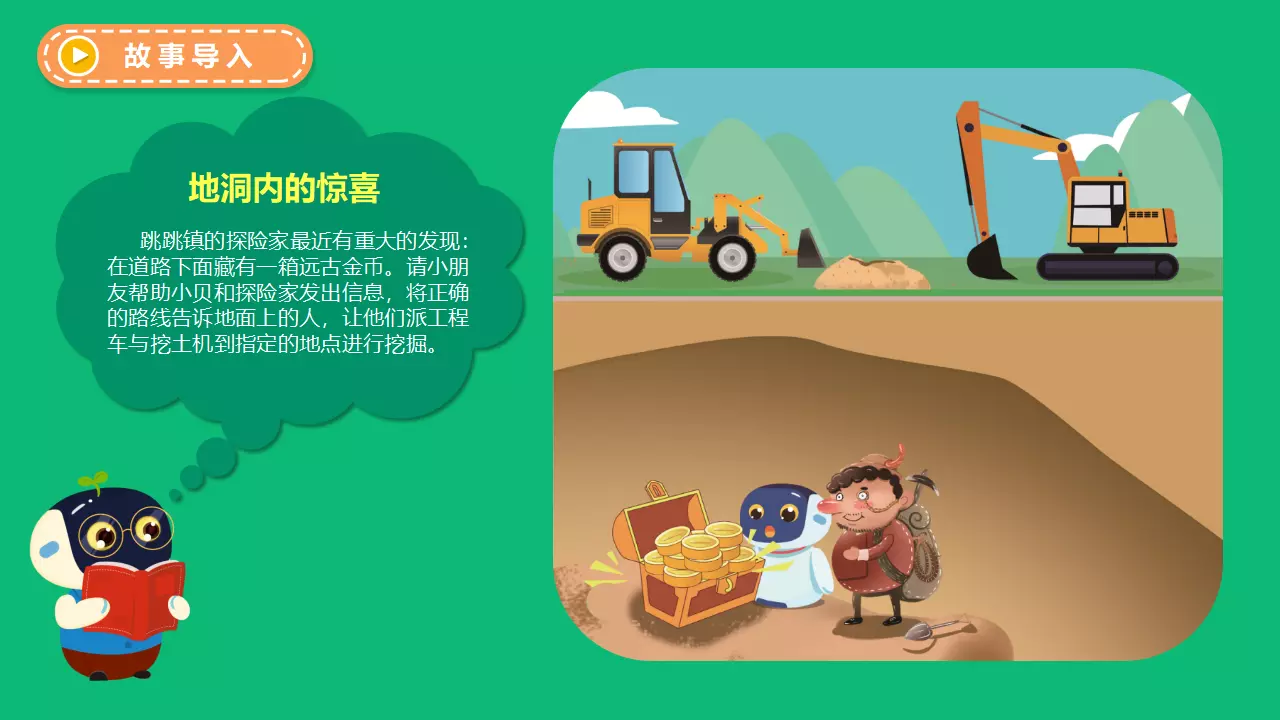 故事导入
地洞内的惊喜
跳跳镇的探险家最近有重大的发现：
在道路下面藏有一箱远古金币。请小朋
友帮助小贝和探险家发出信息，将正确
的路线告诉地面上的人，让他们派工程
车与挖土机到指定的地点进行挖掘。